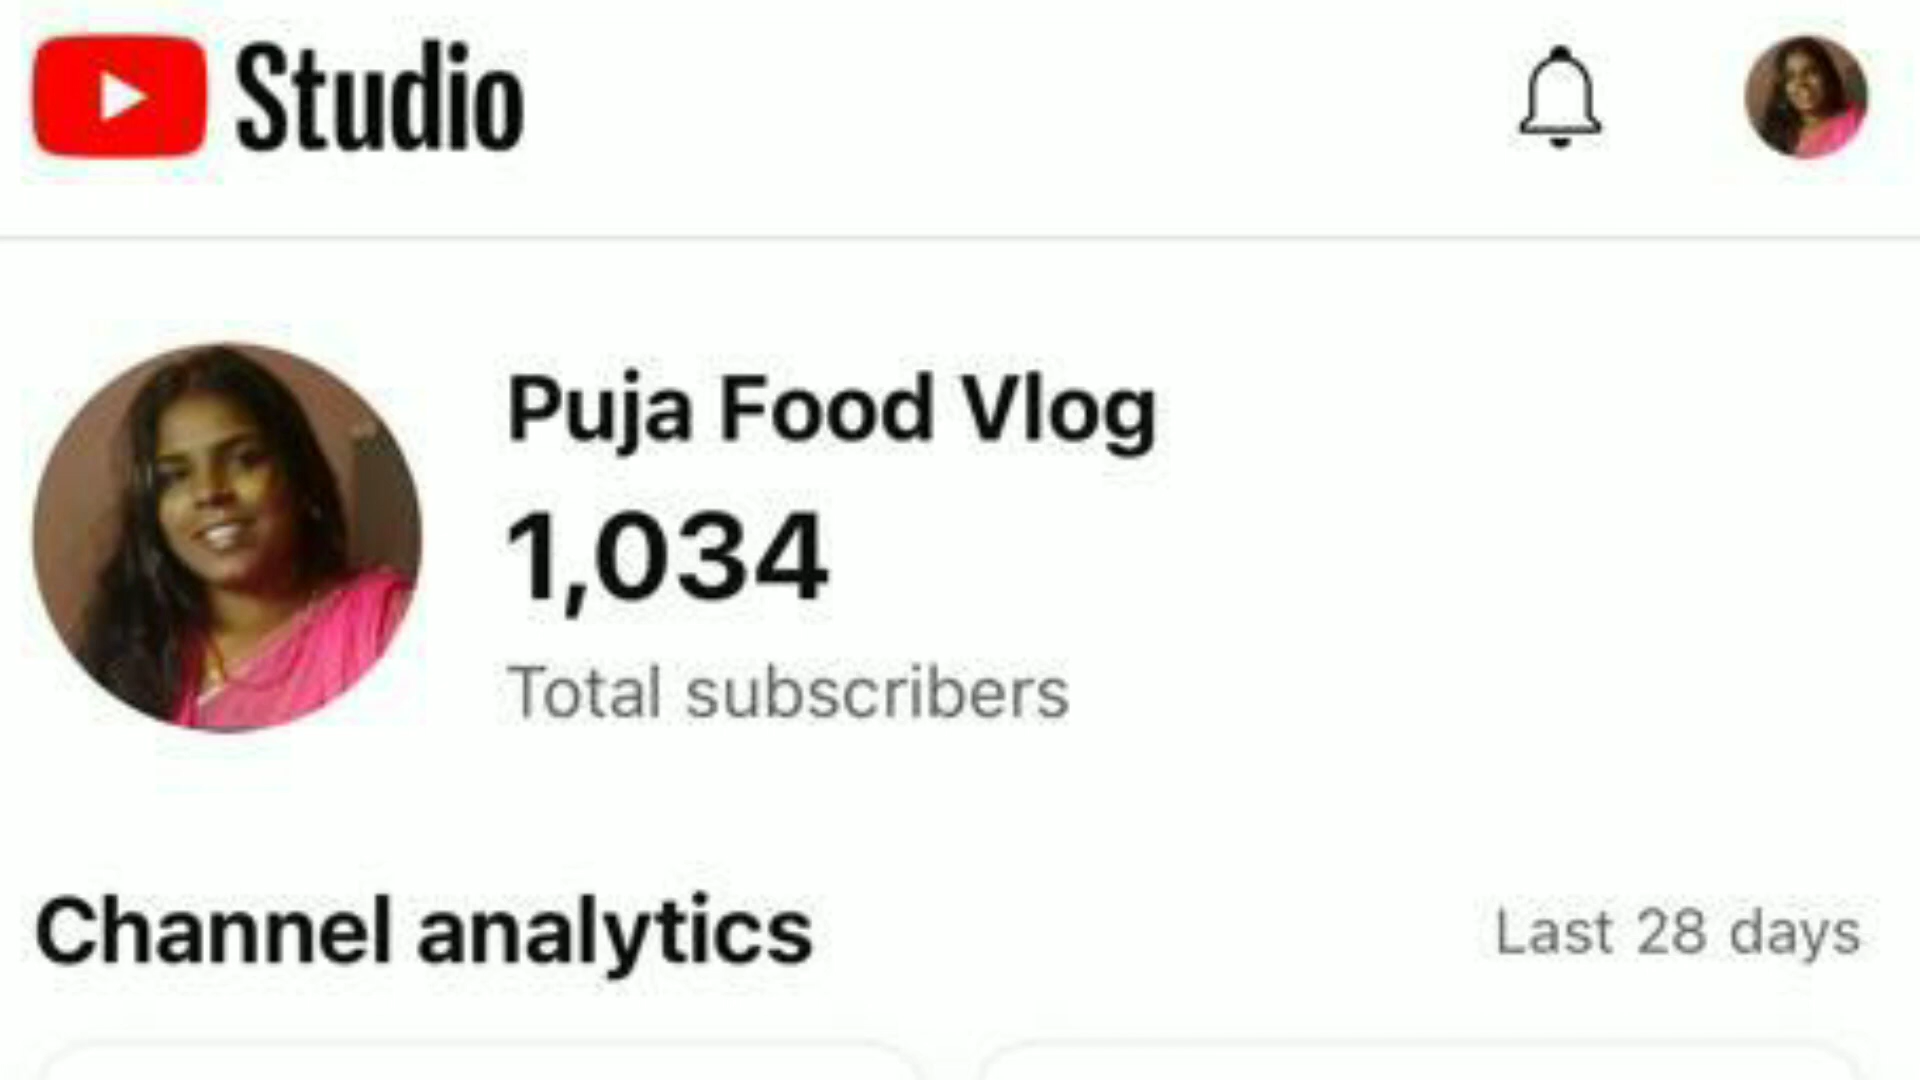 Studio
Puja Food Vlog
1,034
Total subscribers
Channel analytics
Last 28 days